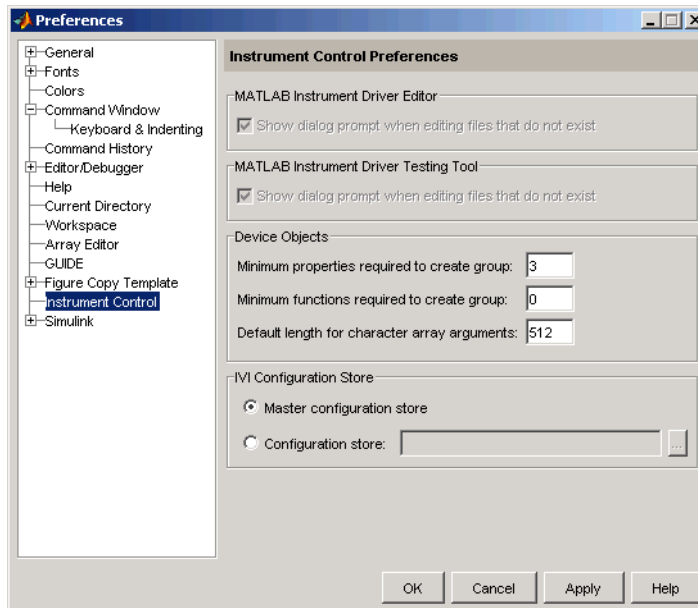 Preferences
General
Fonts
Colors
Command Window
Keyboard & Indenting
Command History
Editor/Debugger
Help
Current Directory
Workspace
Array Editor
GUIDE
Figure Copy Template
Instrument Control
Simulink
Instrument Control Preferences
MATLAB Instrument Driver Editor
Show dialog prompt when editing files that do not exist
MATLAB Instrument Driver Testing Tool
Show dialog prompt when editing files that do not exist
Device Objects
Minimum properties required to create group: 3
Minimum functions required to create group: 0
Default length for character array arguments: 512
IVI Configuration Store
Master configuration store
Configuration store: ...
OK Cancel Apply Help